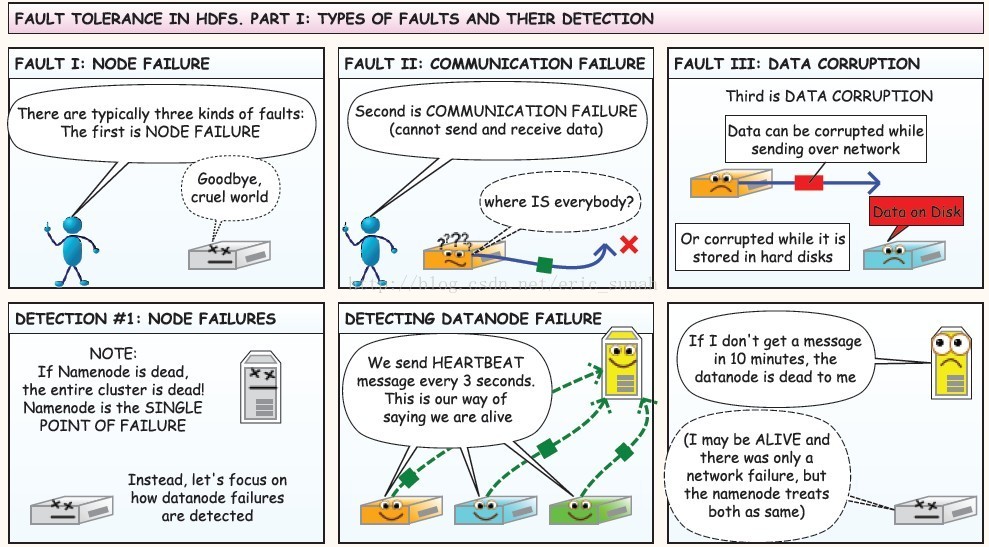 FAULT TOLERANCE IN HDFS. PART I: TYPES OF FAULTS AND THEIR DETECTION
FAULT I: NODE FAILURE
There are typically three kinds of faults:
The first is NODE FAILURE
Goodbye,
cruel world
FAULT II: COMMUNICATION FAILURE
Second is COMMUNICATION FAILURE
(cannot send and receive data)
where IS everybody?
????
FAULT III: DATA CORRUPTION
Third is DATA CORRUPTION
Data can be corrupted while
sending over network
Data on Disk
Or corrupted while it is
stored in hard disks
http://blog.csdn.net/eric_sunah
DETECTION #1: NODE FAILURES
NOTE:
If Namenode is dead,
the entire cluster is dead!
Namenode is the SINGLE
POINT OF FAILURE
Instead, let's focus on
how datanode failures
are detected
DETECTING DATANODE FAILURE
We send HEARTBEAT
message every 3 seconds.
This is our way of
saying we are alive
If I don't get a message
in 10 minutes, the
datanode is dead to me
(I may be ALIVE and
there was only a
network failure, but
the namenode treats
both as same)